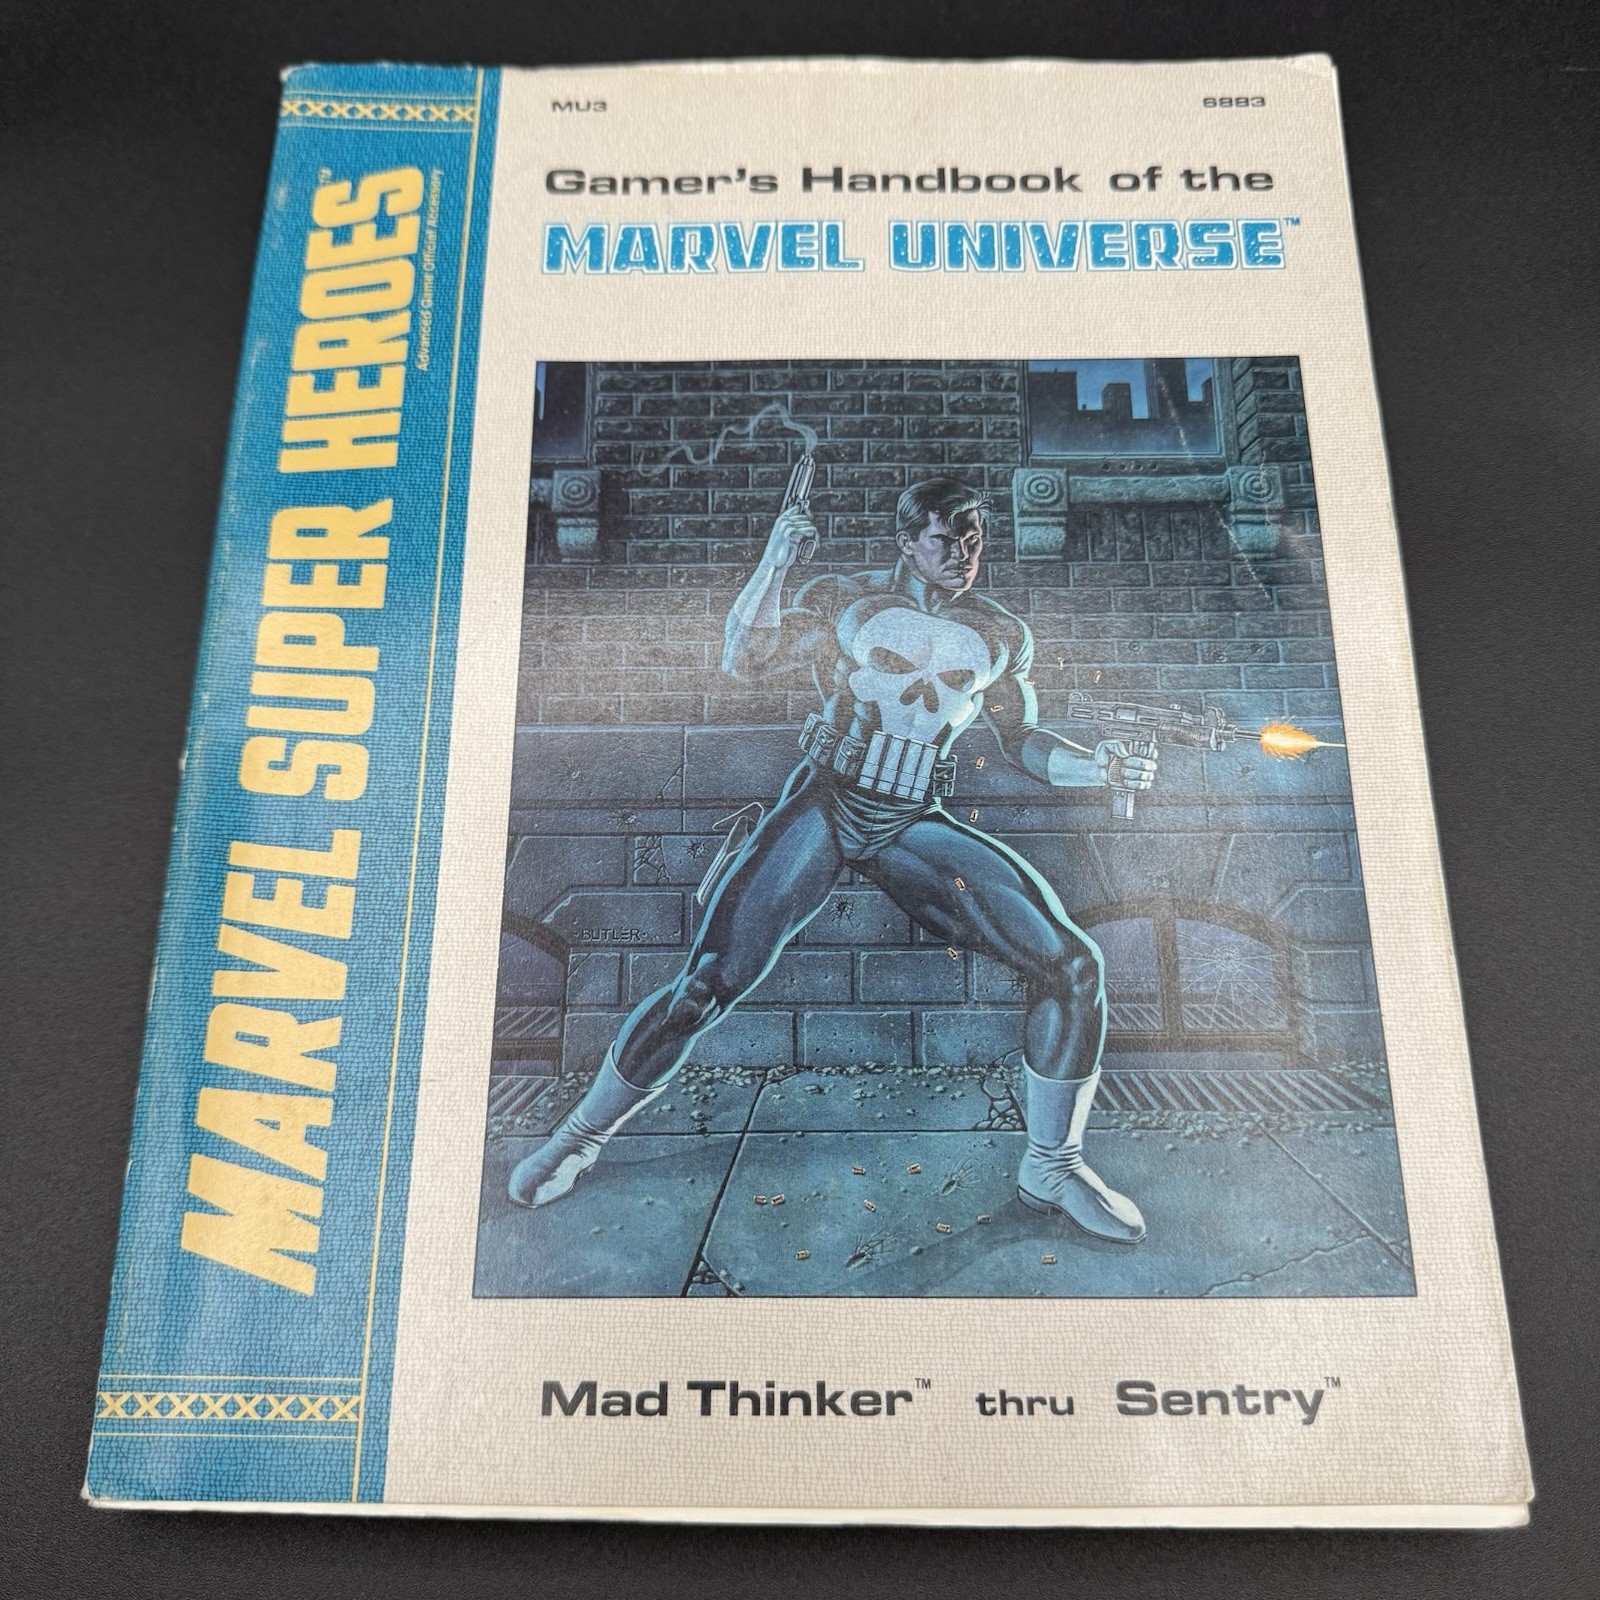 MU3
6883
Gamer's Handbook of the
MARVEL UNIVERSE™
MARVEL SUPER HEROES™
Advanced Game Official Accessory
·BUTLER·
Mad Thinker™ thru Sentry™